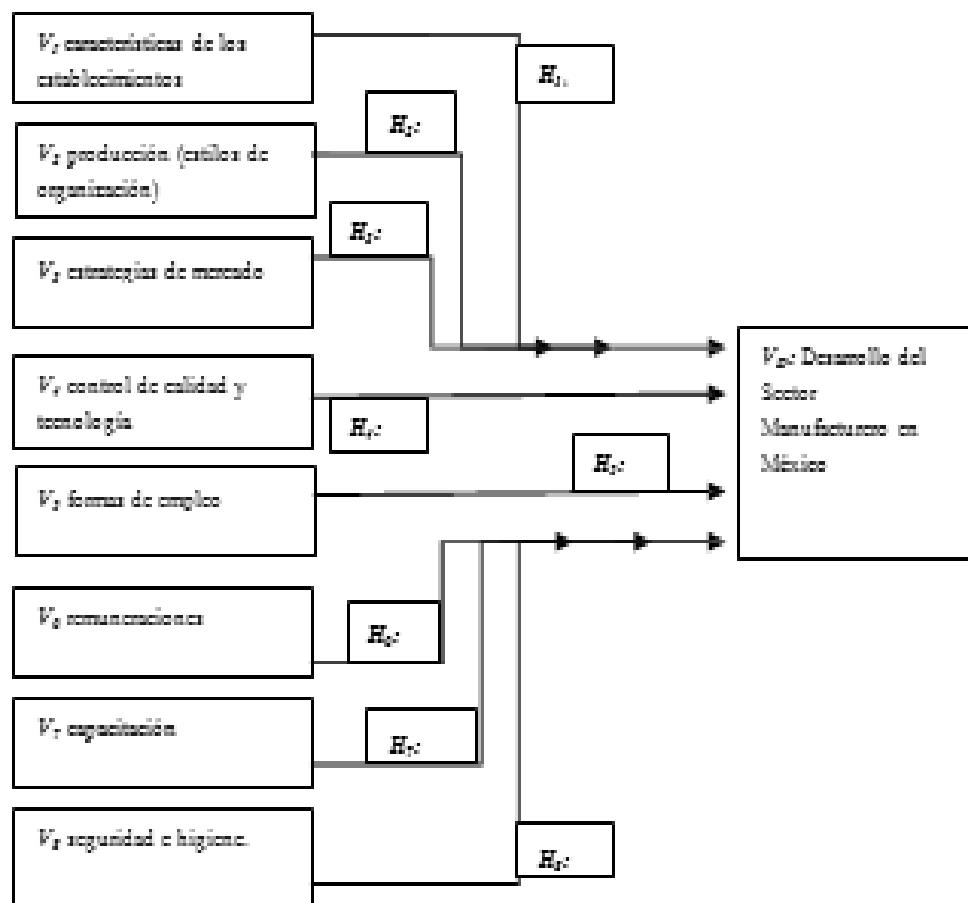 V1 características de los
establecimientos
H1.
H2:
V2 producción (estilos de
organización)
H3:
V3 estrategias de mercado
V4 control de calidad y
tecnología
H4:
VD: Desarrollo del
Sector
Manufacturero en
México
H5:
V5 formas de empleo
V6 remuneraciones
H6:
V7 capacitación
H7:
V8 seguridad e higiene.
H8: